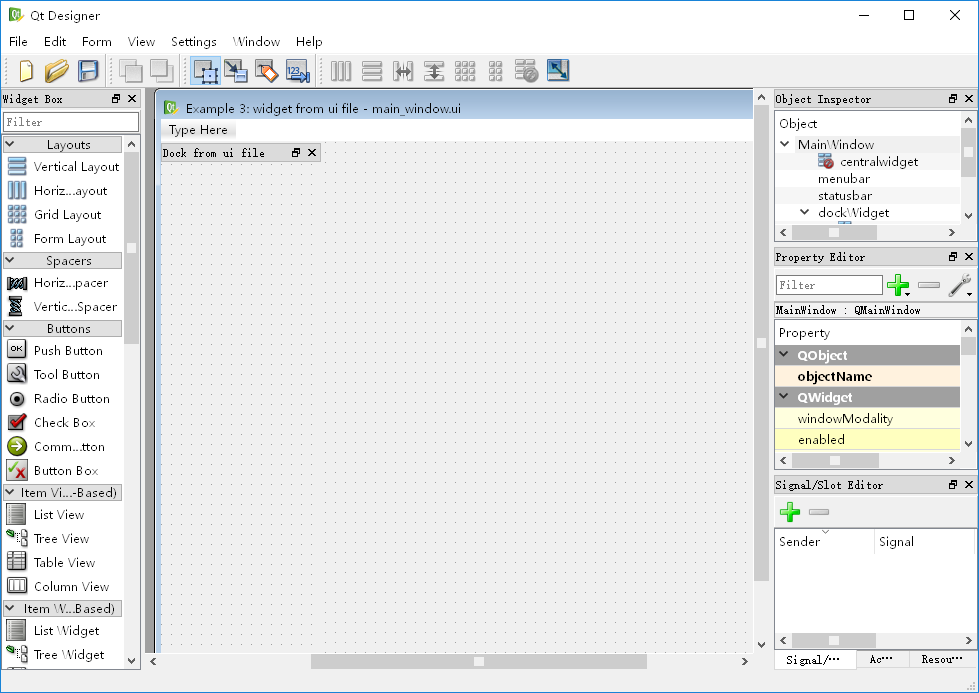 Qt Designer
File Edit Form View Settings Window Help
Widget Box
Filter
Layouts
Vertical Layout
Horiz...ayout
Grid Layout
Form Layout
Spacers
Horiz...pacer
Vertic...Spacer
Buttons
OK Push Button
Tool Button
Radio Button
Check Box
Comm...tton
Button Box
Item Vi...-Based)
List View
Tree View
Table View
Column View
Item W...Based)
List Widget
Tree Widget
Example 3: widget from ui file - main_window.ui
Type Here
Dock from ui file
Object Inspector
Object
MainWindow
centralwidget
menubar
statusbar
dockWidget
Property Editor
Filter
MainWindow : QMainWindow
Property
QObject
objectName
QWidget
windowModality
enabled
Signal/Slot Editor
Sender Signal
Signal/··· Ac··· Resou···